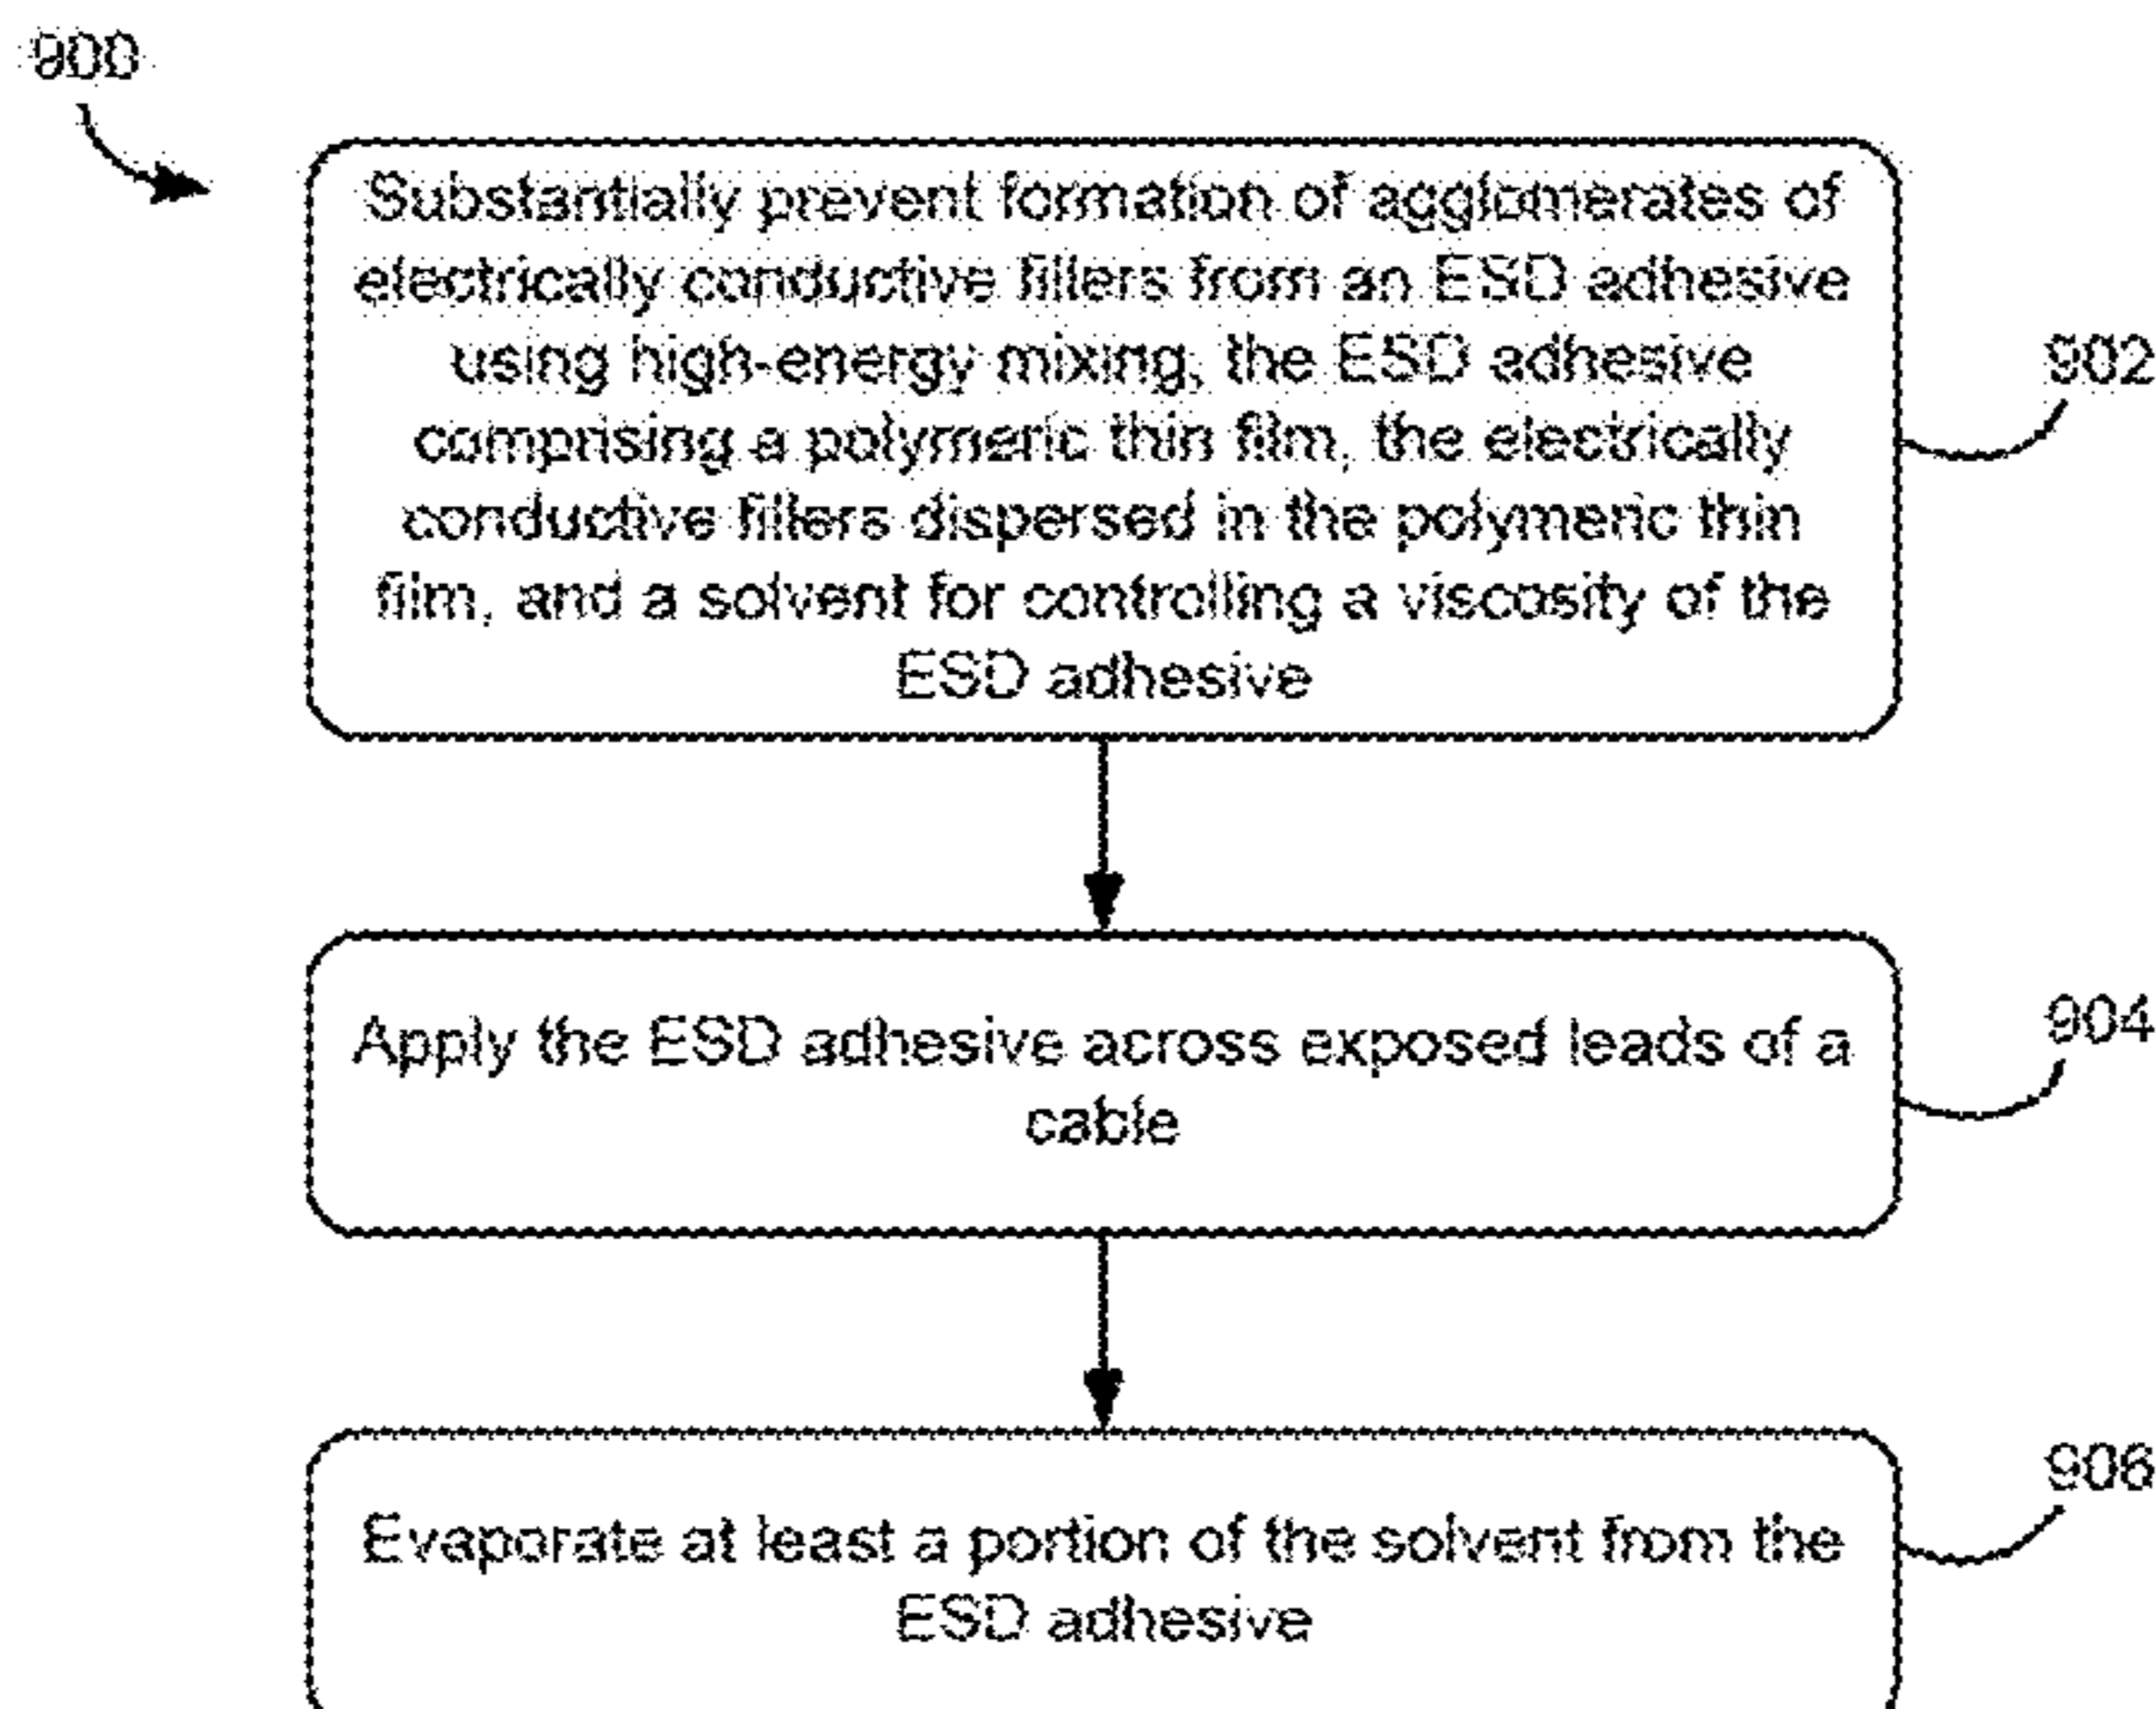 900
Substantially prevent formation of agglomerates of
electrically conductive fillers from an ESD adhesive
using high-energy mixing, the ESD adhesive
comprising a polymeric thin film, the electrically
conductive fillers dispersed in the polymeric thin
film, and a solvent for controlling a viscosity of the
ESD adhesive
902
Apply the ESD adhesive across exposed leads of a
cable
904
Evaporate at least a portion of the solvent from the
ESD adhesive
906